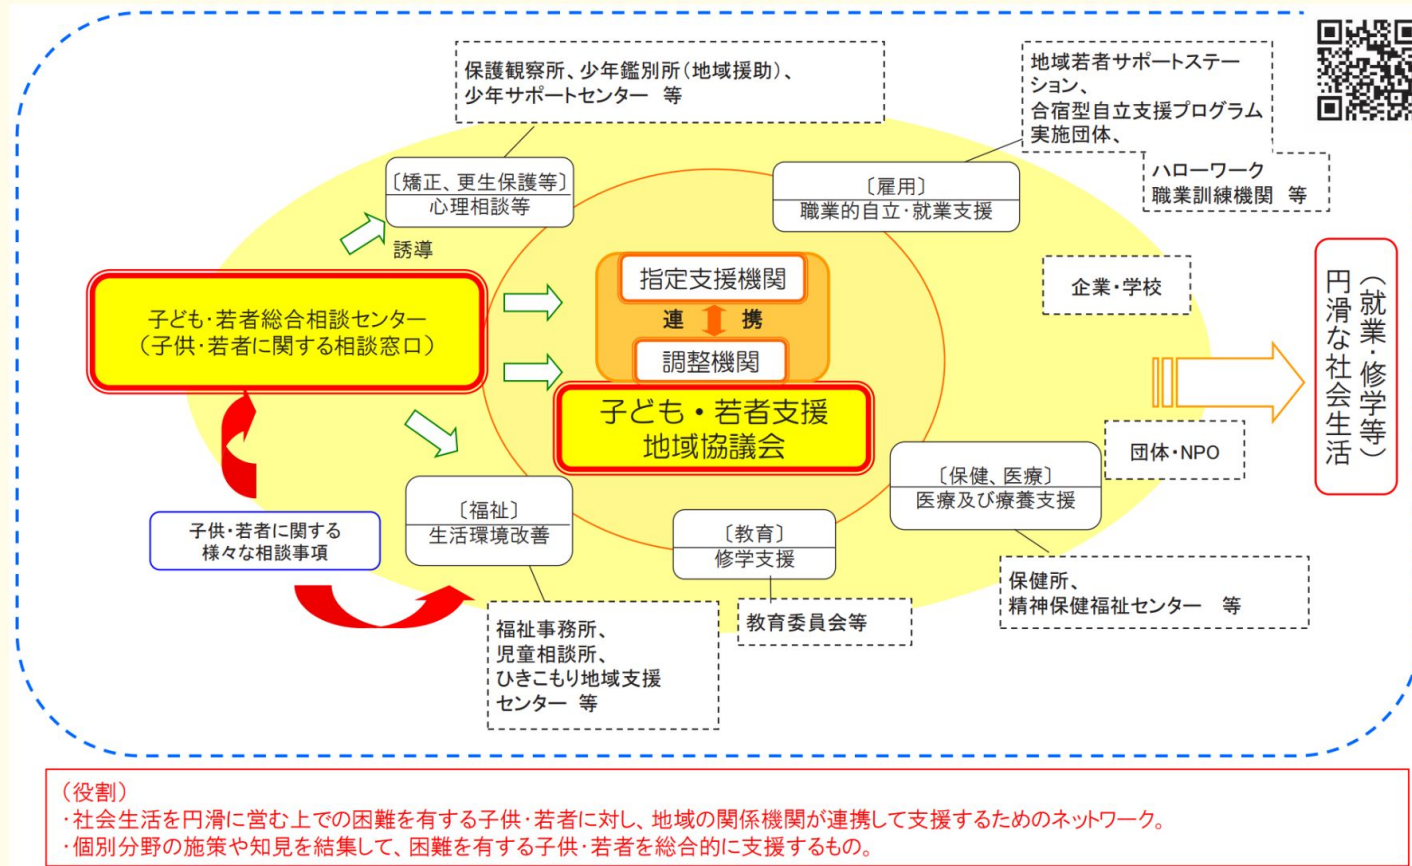 保護観察所、少年鑑別所（地域援助）、
少年サポートセンター 等
地域若者サポートステー
ション、
合宿型自立支援プログラム
実施団体、
ハローワーク
職業訓練機関 等
〔矯正、更生保護等〕
心理相談等
〔雇用〕
職業的自立･就業支援
誘導
子ども･若者総合相談センター
（子供･若者に関する相談窓口）
指定支援機関
連 携
調整機関
子ども・若者支援
地域協議会
企業・学校
団体・NPO
（就業・修学等）
円滑な社会生活
子供･若者に関する
様々な相談事項
〔福祉〕
生活環境改善
〔教育〕
修学支援
〔保健、医療〕
医療及び療養支援
福祉事務所、
児童相談所、
ひきこもり地域支援
センター 等
教育委員会等
保健所、
精神保健福祉センター 等
（役割）
･社会生活を円滑に営む上での困難を有する子供･若者に対し、地域の関係機関が連携して支援するためのネットワーク。
･個別分野の施策や知見を結集して、困難を有する子供･若者を総合的に支援するもの。